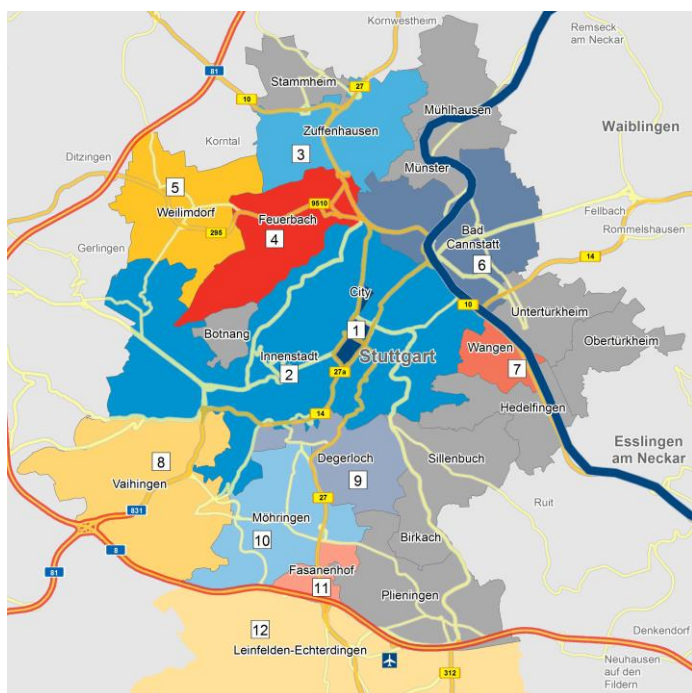 Kornwestheim
Remseck
am Neckar
81
27
Stammheim
10
Mühlhausen
Zuffenhausen
Waiblingen
Korntal
3
Ditzingen
Münster
5
Weilimdorf
9510
Feuerbach
Fellbach
295
4
Bad
Cannstatt
Rommelshausen
Gerlingen
14
6
City
10
Untertürkheim
Botnang
1
Obertürkheim
Innenstadt
Stuttgart
Wangen
2
27a
7
14
Hedelfingen
Esslingen
am Neckar
8
Degerloch
Sillenbuch
9
Vaihingen
27
Ruit
831
Möhringen
10
Birkach
8
Fasanenhof
81
11
Plieningen
12
Denkendorf
Leinfelden-Echterdingen
Neuhausen
auf den
Fildern
312